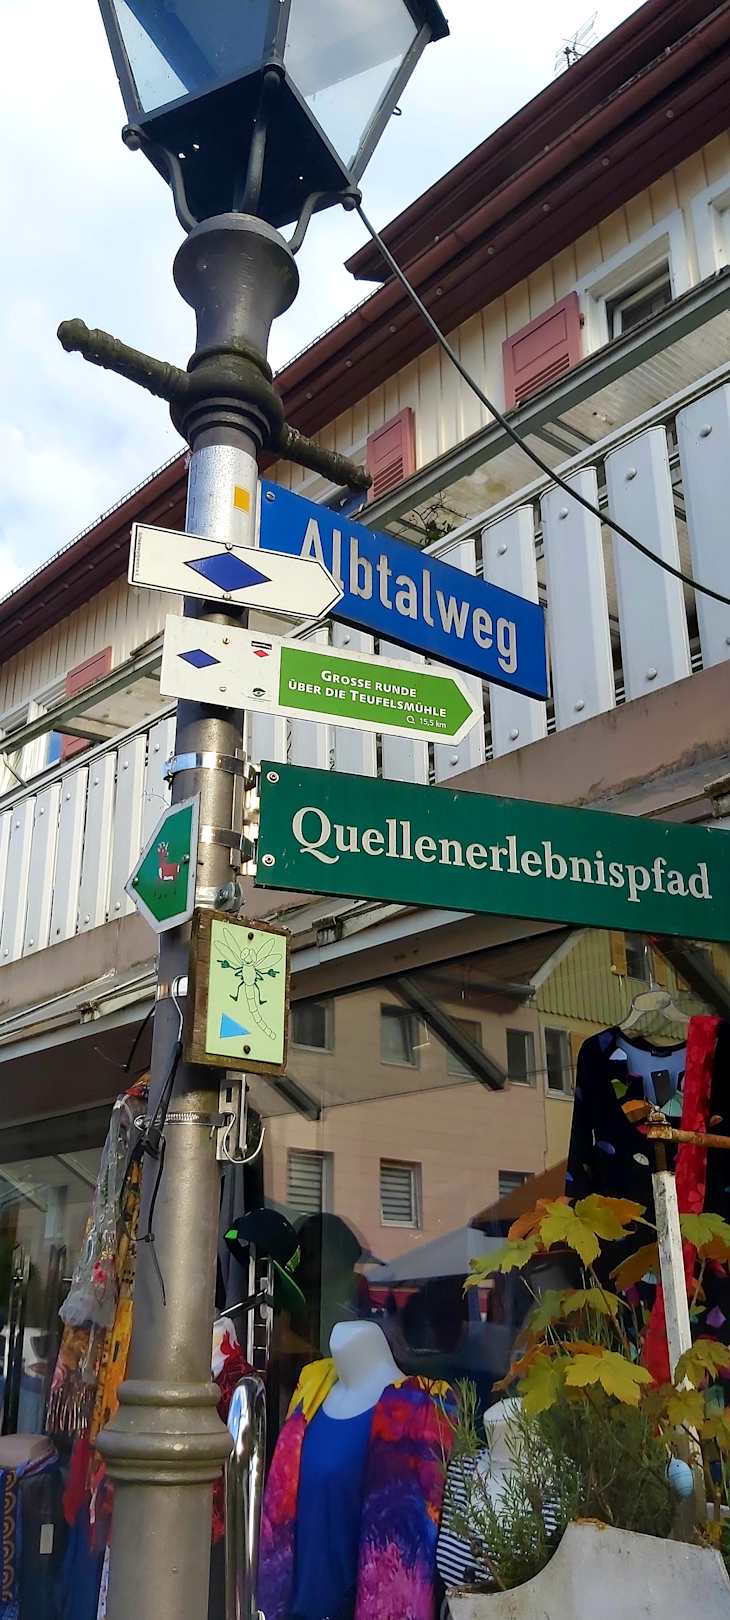 Albtalweg
GROSSE RUNDE
ÜBER DIE TEUFELSMÜHLE
15,5 km
Quellenerlebnispfad